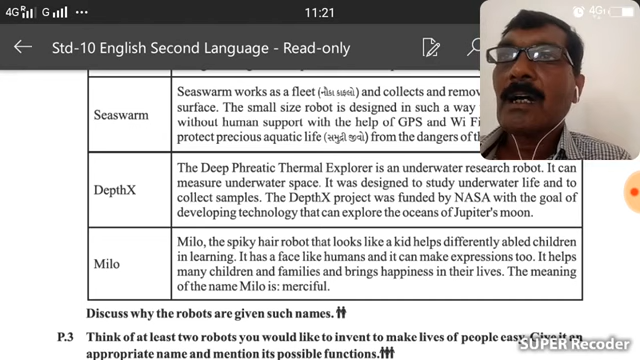 4G R 4G 11:21 4G
Std-10 English Second Language - Read-only
Seaswarm works as a fleet (નૌકા કાફલો) and collects and remov
surface. The small size robot is designed in such a way
Seaswarm
without human support with the help of GPS and Wi Fi
protect precious aquatic life (સમુદ્રી જીવો) from the dangers of th
The Deep Phreatic Thermal Explorer is an underwater research robot. It can
measure underwater space. It was designed to study underwater life and to
DepthX
collect samples. The DepthX project was funded by NASA with the goal of
developing technology that can explore the oceans of Jupiter's moon.
Milo, the spiky hair robot that looks like a kid helps differently abled children
in learning. It has a face like humans and it can make expressions too. It helps
Milo
many children and families and brings happiness in their lives. The meaning
of the name Milo is: merciful.
Discuss why the robots are given such names.
P.3 Think of at least two robots you would like to invent to make lives of people easy. Give it an
appropriate name and mention its possible functions.
SUPER Recorder